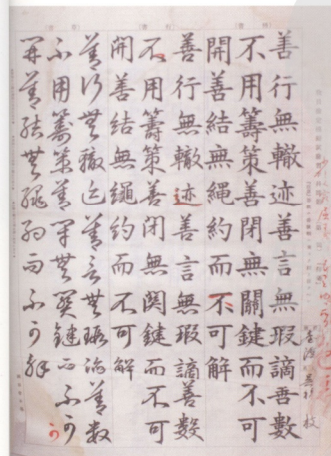 善行無轍迹善言無瑕謫善數
不用籌策善閉無關鍵而不可
開善結無繩約而不可解
善行無轍迹善言無瑕謫善數
不用籌策善閉無関鍵而不可
開善結無繩約而不可解
善行無轍迹善言無瑕謫善数
不用籌策善閉無関鍵而不可
開善結無繩約而不可解